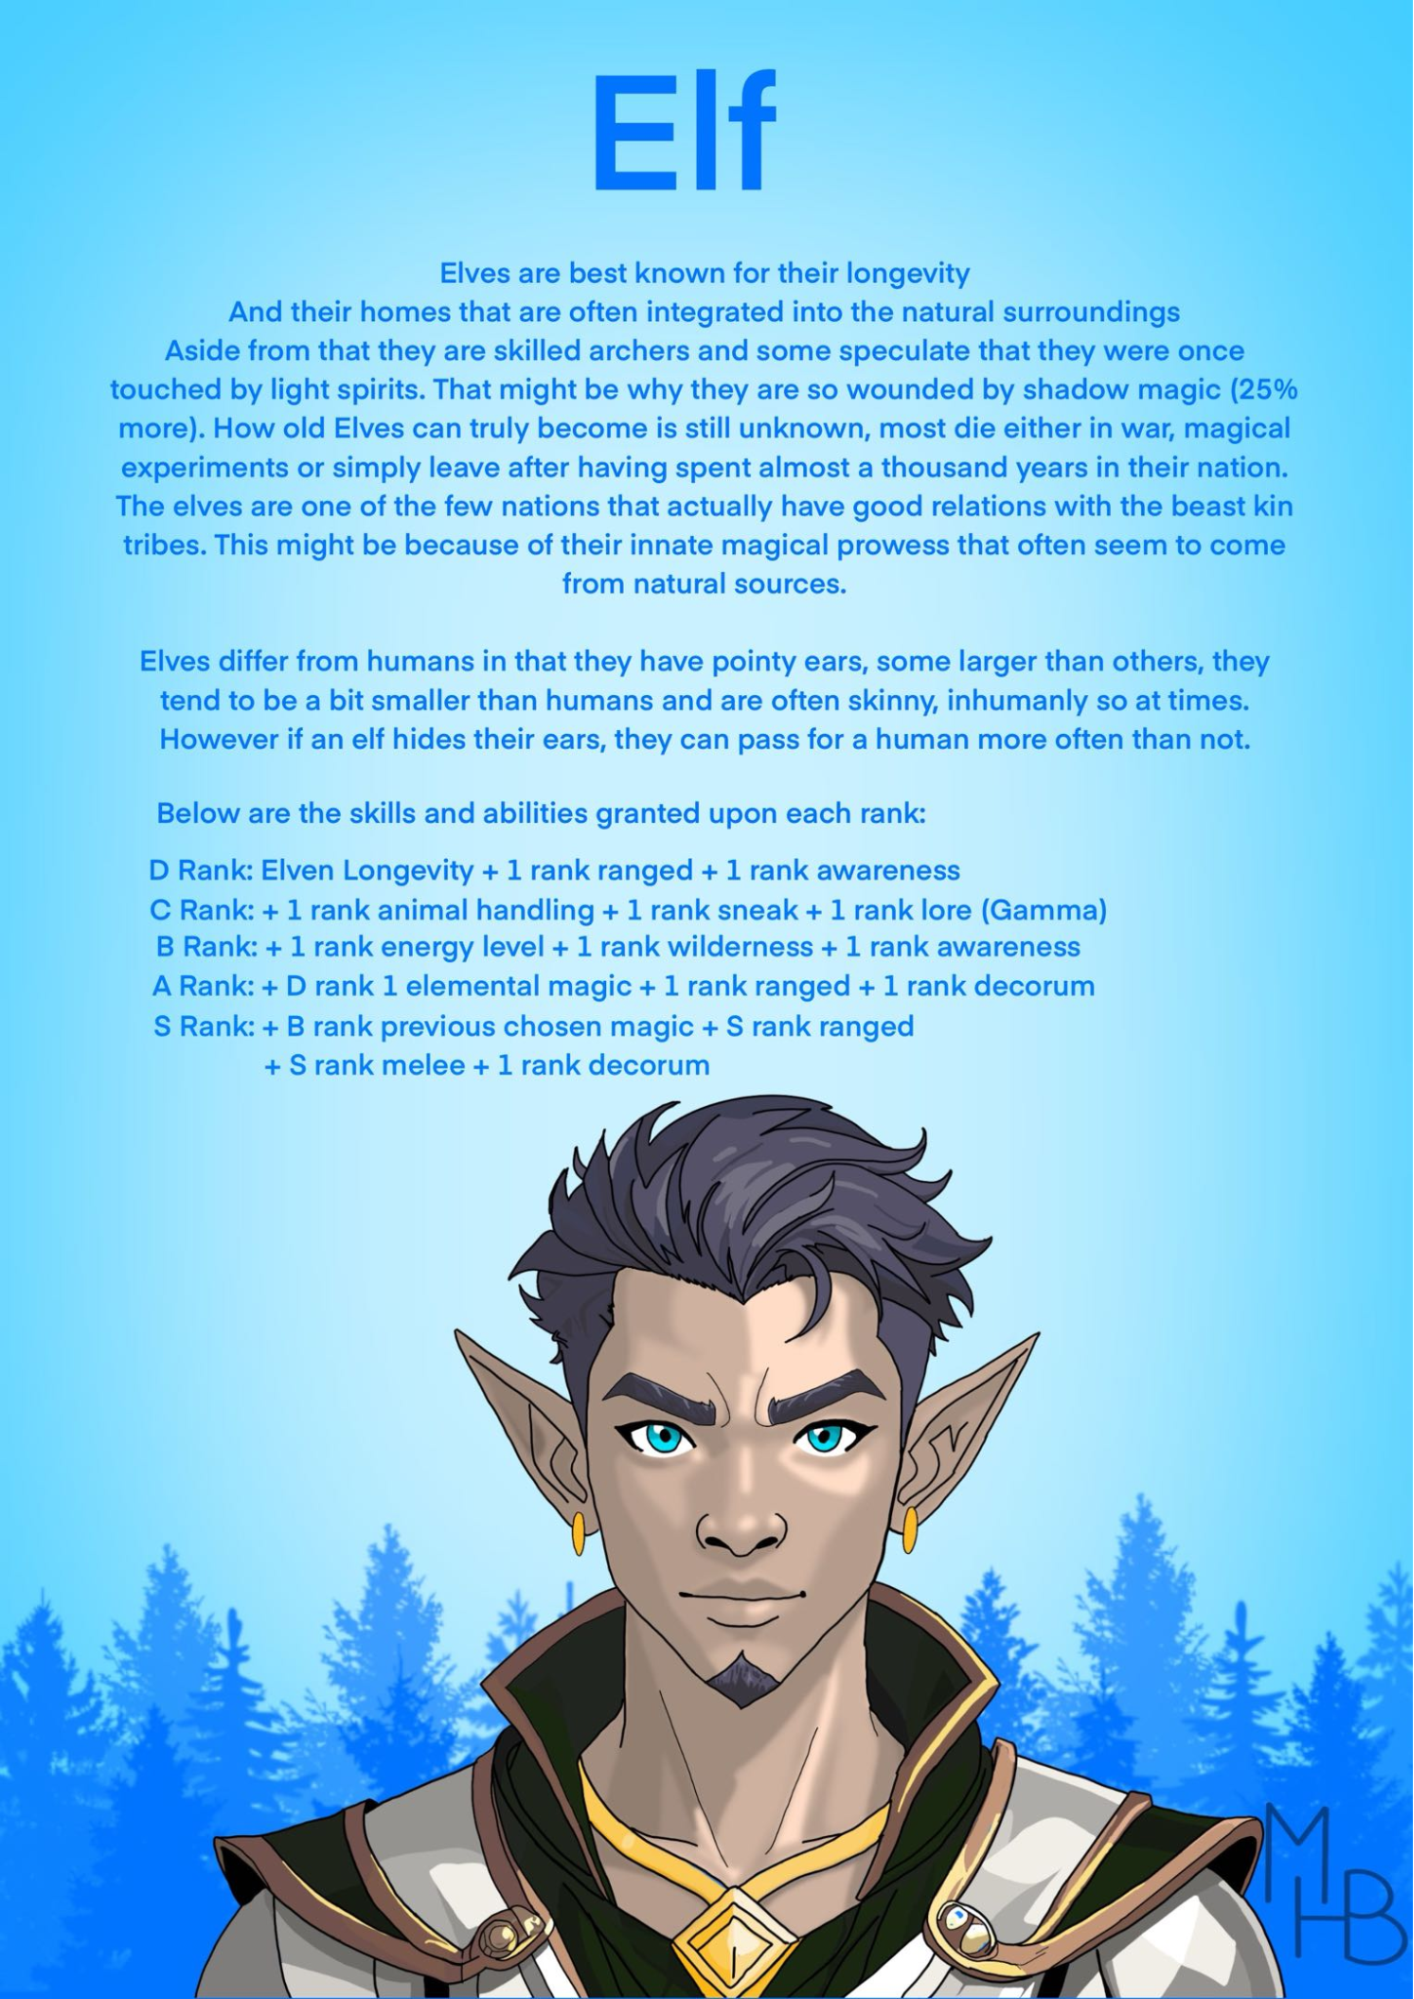 Elf
Elves are best known for their longevity
And their homes that are often integrated into the natural surroundings
Aside from that they are skilled archers and some speculate that they were once
touched by light spirits. That might be why they are so wounded by shadow magic (25%
more). How old Elves can truly become is still unknown, most die either in war, magical
experiments or simply leave after having spent almost a thousand years in their nation.
The elves are one of the few nations that actually have good relations with the beast kin
tribes. This might be because of their innate magical prowess that often seem to come
from natural sources.
Elves differ from humans in that they have pointy ears, some larger than others, they
tend to be a bit smaller than humans and are often skinny, inhumanly so at times.
However if an elf hides their ears, they can pass for a human more often than not.
Below are the skills and abilities granted upon each rank:
D Rank: Elven Longevity + 1 rank ranged + 1 rank awareness
C Rank: + 1 rank animal handling + 1 rank sneak + 1 rank lore (Gamma)
B Rank: + 1 rank energy level + 1 rank wilderness + 1 rank awareness
A Rank: + D rank 1 elemental magic + 1 rank ranged + 1 rank decorum
S Rank: + B rank previous chosen magic + S rank ranged
+ S rank melee + 1 rank decorum
MHB